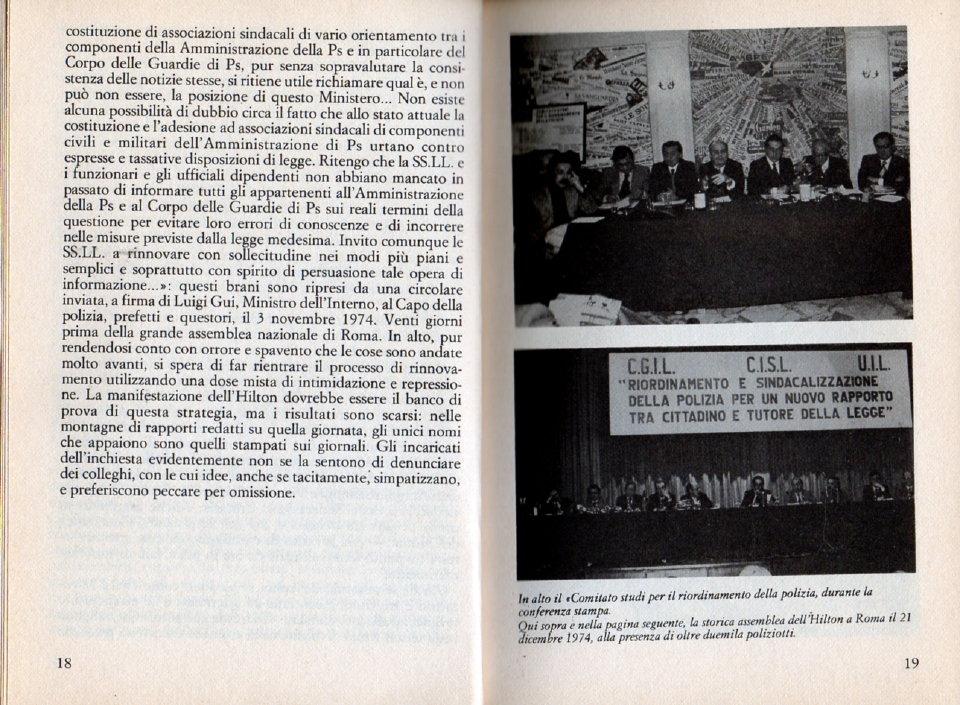 costituzione di associazioni sindacali di vario orientamento tra i
componenti della Amministrazione della Ps e in particolare del
Corpo delle Guardie di Ps, pur senza sopravalutare la consi-
stenza delle notizie stesse, si ritiene utile richiamare qual è, e non
può non essere, la posizione di questo Ministero... Non esiste
alcuna possibilità di dubbio circa il fatto che allo stato attuale la
costituzione e l'adesione ad associazioni sindacali di componenti
civili e militari dell'Amministrazione di Ps urtano contro
espresse e tassative disposizioni di legge. Ritengo che la SS.LL. e
i funzionari e gli ufficiali dipendenti non abbiano mancato in
passato di informare tutti gli appartenenti all'Amministrazione
della Ps e al Corpo delle Guardie di Ps sui reali termini della
questione per evitare loro errori di conoscenze e di incorrere
nelle misure previste dalla legge medesima. Invito comunque le
SS.LL. a rinnovare con sollecitudine nei modi più piani e
semplici e soprattutto con spirito di persuasione tale opera di
informazione...»: questi brani sono ripresi da una circolare
inviata, a firma di Luigi Gui, Ministro dell'Interno, al Capo della
polizia, prefetti e questori, il 3 novembre 1974. Venti giorni
prima della grande assemblea nazionale di Roma. In alto, pur
rendendosi conto con orrore e spavento che le cose sono andate
molto avanti, si spera di far rientrare il processo di rinnova-
mento utilizzando una dose mista di intimidazione e repressio-
ne. La manifestazione dell'Hilton dovrebbe essere il banco di
prova di questa strategia, ma i risultati sono scarsi: nelle
montagne di rapporti redatti su quella giornata, gli unici nomi
che appaiono sono quelli stampati sui giornali. Gli incaricati
dell'inchiesta evidentemente non se la sentono di denunciare
dei colleghi, con le cui idee, anche se tacitamente, simpatizzano,
e preferiscono peccare per omissione.
18
LA VANGUARDIA
C.G.I.L. C.I.S.L. U.I.L.
"RIORDINAMENTO E SINDACALIZZAZIONE
DELLA POLIZIA PER UN NUOVO RAPPORTO
TRA CITTADINO E TUTORE DELLA LEGGE"
In alto il «Comitato studi per il riordinamento della polizia, durante la
conferenza stampa.
Qui sopra e nella pagina seguente, la storica assemblea dell'Hilton a Roma il 21
dicembre 1974, alla presenza di oltre duemila poliziotti.
19